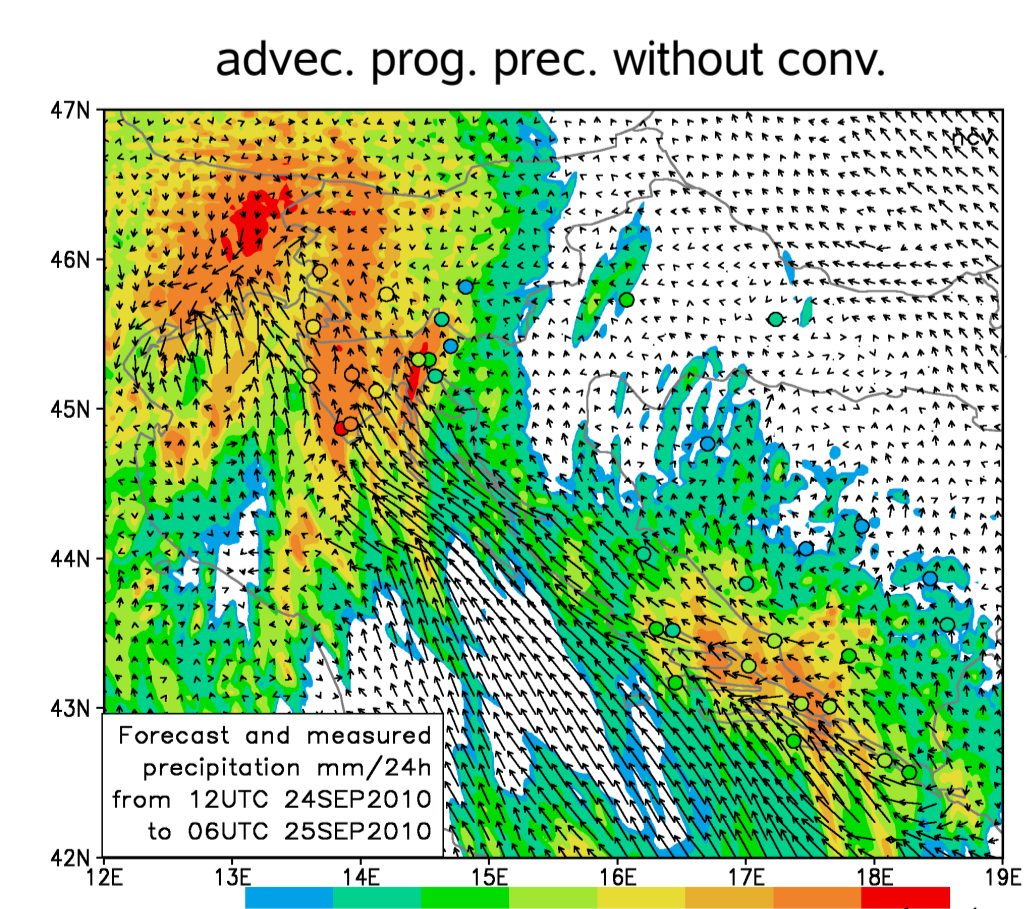 advec. prog. prec. without conv.
47N
ncv
46N
45N
44N
43N
Forecast and measured
precipitation mm/24h
from 12UTC 24SEP2010
to 06UTC 25SEP2010
42N
12E 13E 14E 15E 16E 17E 18E 19E